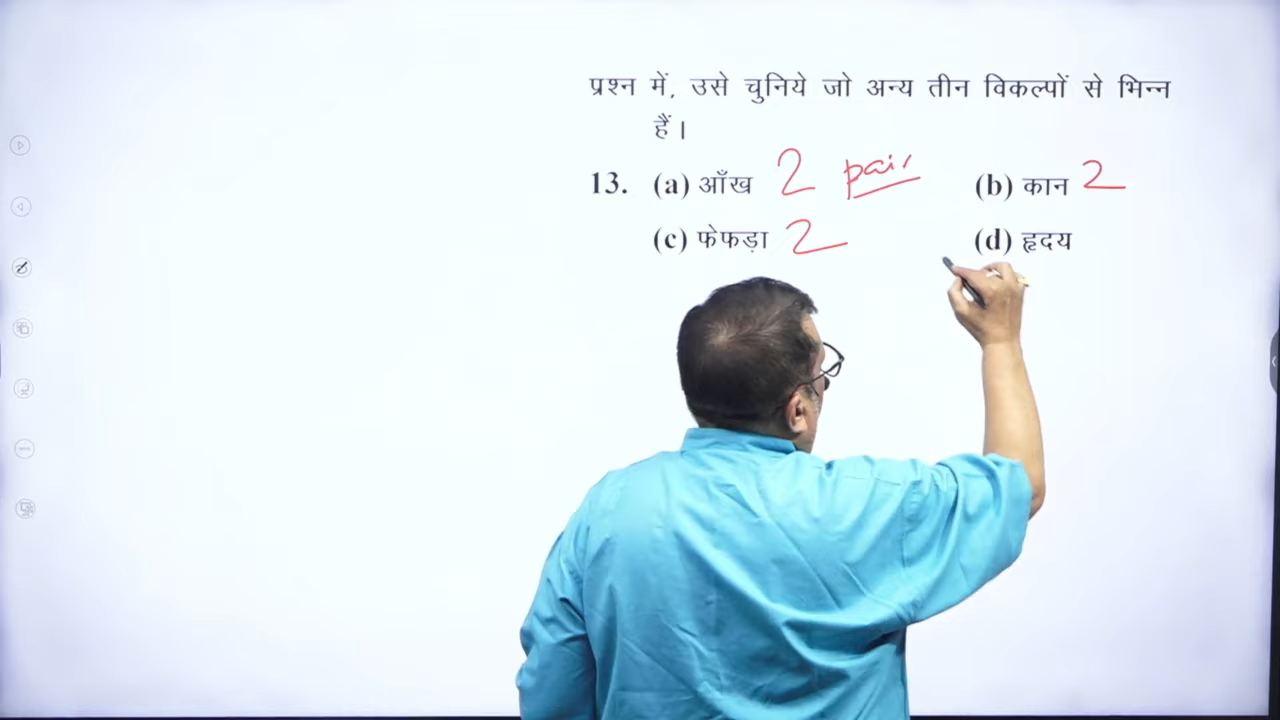 प्रश्न में, उसे चुनिये जो अन्य तीन विकल्पों से भिन्न
हैं।
13. (a) आँख 2 pair (b) कान 2
(c) फेफड़ा 2 (d) हृदय